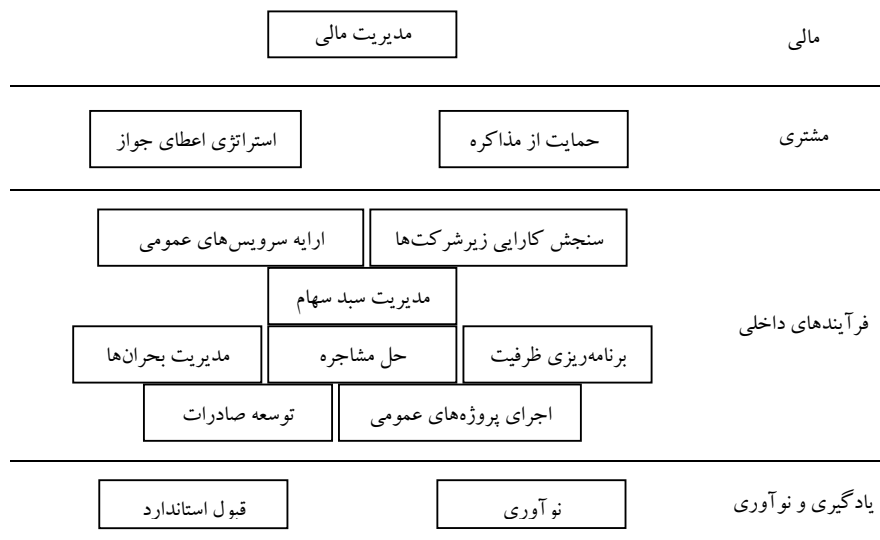 مالی
مدیریت مالی
مشتری
حمایت از مذاکره
استراتژی اعطای جواز
فرآیندهای داخلی
سنجش کارایی زیرشرکت‌ها
ارایه سرویس‌های عمومی
مدیریت سبد سهام
برنامه‌ریزی ظرفیت
حل مشاجره
مدیریت بحران‌ها
اجرای پروژه‌های عمومی
توسعه صادرات
یادگیری و نوآوری
نوآوری
قبول استاندارد